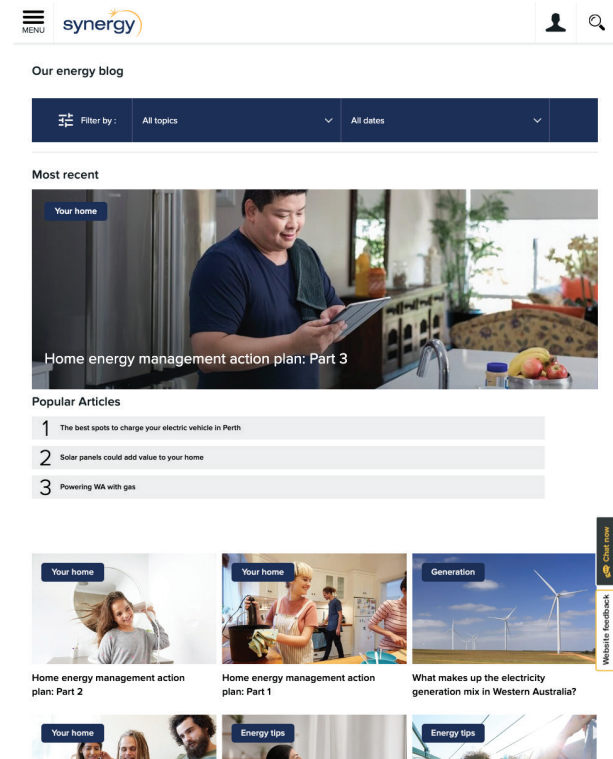 MENU
synergy
Our energy blog
Filter by :
All topics
All dates
Most recent
Your home
Home energy management action plan: Part 3
Popular Articles
1 The best spots to charge your electric vehicle in Perth
2 Solar panels could add value to your home
3 Powering WA with gas
Chat now
Website feedback
Your home
Your home
Generation
Home energy management action
plan: Part 2
Home energy management action
plan: Part 1
What makes up the electricity
generation mix in Western Australia?
Your home
Energy tips
Energy tips